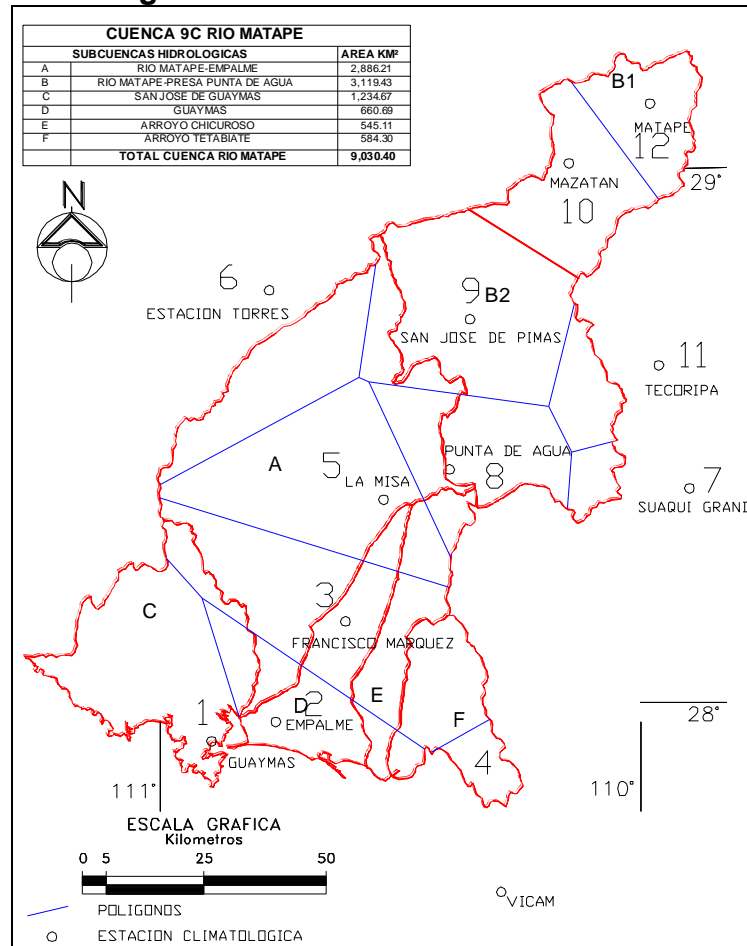 CUENCA 9C RIO MATAPE
SUBCUENCAS HIDROLOGICAS AREA KM²
A RIO MATAPE-EMPALME 2,886.21
B RIO MATAPE-PRESA PUNTA DE AGUA 3,119.43
C SAN JOSE DE GUAYMAS 1,234.67
D GUAYMAS 660.69
E ARROYO CHICUROSO 545.11
F ARROYO TETABIATE 584.30
TOTAL CUENCA RIO MATAPE 9,030.40
N
B1
MATAPE
12
MAZATAN
29°
10
6
ESTACION TORRES
9 B2
SAN JOSE DE PIMAS
11
TECORIPA
A
5
LA MISA
PUNTA DE AGUA
8
7
SUAQUI GRANI
C
3
FRANCISCO MARQUEZ
E
D 2
EMPALME
F
1
GUAYMAS
4
28°
111°
110°
ESCALA GRAFICA
Kilometros
0 5 25 50
VICAM
POLIGONOS
ESTACION CLIMATOLOGICA